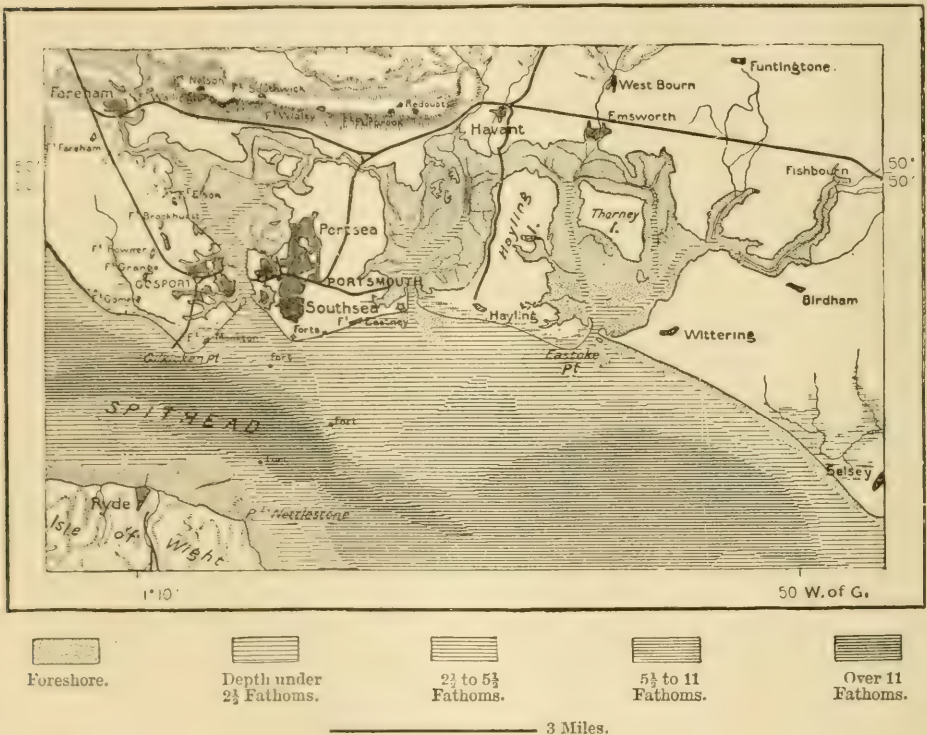 Fareham
Ft. Nelson
Ft. Southwick
Ft. Widley
Redoubts
Ft. Purbrook
Havant
Funtingtone
West Bourn
Emsworth
50°
50'
50°
50'
Fishbourn
Ft. Fareham
Ft. Elson
Ft. Brockhurst
Ft. Rowner
Ft. Grange
GOSPORT
Ft. Gomer
Portsea
PORTSMOUTH
Southsea
Ft. Eastney
Forts
Fort
Hayling
I.
Thorney
I.
Hayling
Eastoke
Pt
Birdham
Wittering
Ft. Monkton
Gilkicker Pt
SPITHEAD
Fort
Fort
Selsey
Ryde
Isle
of
Wight
Pt Nettlestone
1°10'
50 W. of G.
Foreshore.
Depth under
2½ Fathoms.
2½ to 5½
Fathoms.
5½ to 11
Fathoms.
Over 11
Fathoms.
3 Miles.